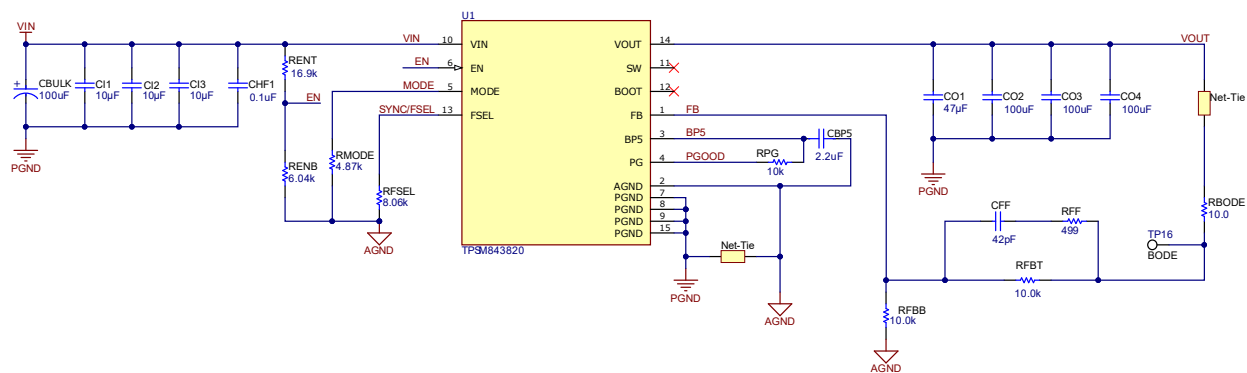 VIN
CBULK
100uF
CI1
10µF
CI2
10µF
CI3
10µF
CHF1
0.1uF
PGND
RENT
16.9k
EN
RENB
6.04k
RMODE
4.87k
RFSEL
8.06k
AGND
VIN
EN
MODE
SYNC/FSEL
10
6
5
13
U1
VIN
EN
MODE
FSEL
VOUT
SW
BOOT
FB
BP5
PG
AGND
PGND
PGND
PGND
PGND
TPSM843820
14
11
12
1
3
4
2
7
8
9
15
FB
BP5
PGOOD
RPG
10k
CBP5
2.2uF
Net-Tie
PGND
AGND
VOUT
CO1
47µF
CO2
100uF
CO3
100uF
CO4
100uF
PGND
Net-Tie
RBODE
10.0
TP16
BODE
CFF
42pF
RFF
499
RFBT
10.0k
RFBB
10.0k
AGND